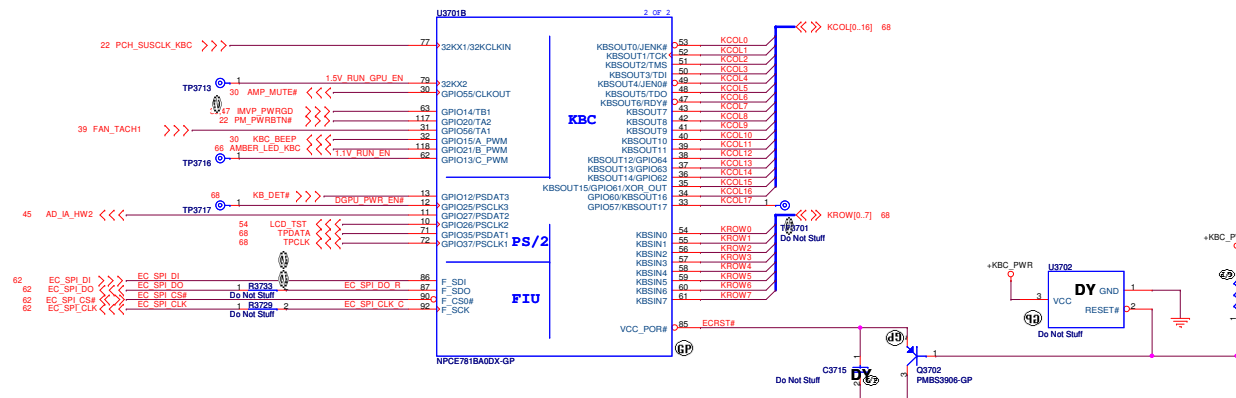 U3701B 2 OF 2
22 PCH_SUSCLK_KBC 77 32KX1/32KCLKIN
TP3713 1 1.5V_RUN_GPU_EN 79 32KX2
30 AMP_MUTE# 30 GPIO55/CLKOUT
47 IMVP_PWRGD 63 GPIO14/TB1
22 PM_PWRBTN# 117 GPIO20/TA2
39 FAN_TACH1 31 GPIO56/TA1
30 KBC_BEEP 32 GPIO15/A_PWM
66 AMBER_LED_KBC 118 GPIO21/B_PWM
TP3716 1 1.1V_RUN_EN 62 GPIO13/C_PWM
68 KB_DET# 13 GPIO12/PSDAT3
TP3717 1 DGPU_PWR_EN# 12 GPIO25/PSCLK3
45 AD_IA_HW2 11 GPIO27/PSDAT2
54 LCD_TST 10 GPIO26/PSCLK2
68 TPDATA 71 GPIO35/PSDAT1
68 TPCLK 72 GPIO37/PSCLK1
62 EC_SPI_DI EC_SPI_DI 86 F_SDI
62 EC_SPI_DO EC_SPI_DO 1 R3733 EC_SPI_DO_R 87 F_SDO
Do Not Stuff
62 EC_SPI_CS# EC_SPI_CS# 90 F_CS0#
62 EC_SPI_CLK EC_SPI_CLK 1 R3729 2 EC_SPI_CLK_C 92 F_SCK
Do Not Stuff
KBC
PS/2
FIU
KBSOUT0/JENK# 53 KCOL0
KBSOUT1/TCK 52 KCOL1
KBSOUT2/TMS 51 KCOL2
KBSOUT3/TDI 50 KCOL3
KBSOUT4/JEN0# 49 KCOL4
KBSOUT5/TDO 48 KCOL5
KBSOUT6/RDY# 47 KCOL6
KBSOUT7 43 KCOL7
KBSOUT8 42 KCOL8
KBSOUT9 41 KCOL9
KBSOUT10 40 KCOL10
KBSOUT11 39 KCOL11
KBSOUT12/GPIO64 38 KCOL12
KBSOUT13/GPIO63 37 KCOL13
KBSOUT14/GPIO62 36 KCOL14
KBSOUT15/GPIO61/XOR_OUT 35 KCOL15
GPIO60/KBSOUT16 34 KCOL16
GPIO57/KBSOUT17 33 KCOL17 1
KCOL[0..16] 68
KROW[0..7] 68
TP3701
Do Not Stuff
KBSIN0 54 KROW0
KBSIN1 55 KROW1
KBSIN2 56 KROW2
KBSIN3 57 KROW3
KBSIN4 58 KROW4
KBSIN5 59 KROW5
KBSIN6 60 KROW6
KBSIN7 61 KROW7
VCC_POR# 85 ECRST#
GP
NPCE781BA0DX-GP
C3715 1 2
DY
Do Not Stuff
GP
Q3702
PMBS3906-GP
1
3
+KBC_PWR
U3702
3 VCC DY GND 1
RESET# 2
Do Not Stuff
GP
+KBC_P